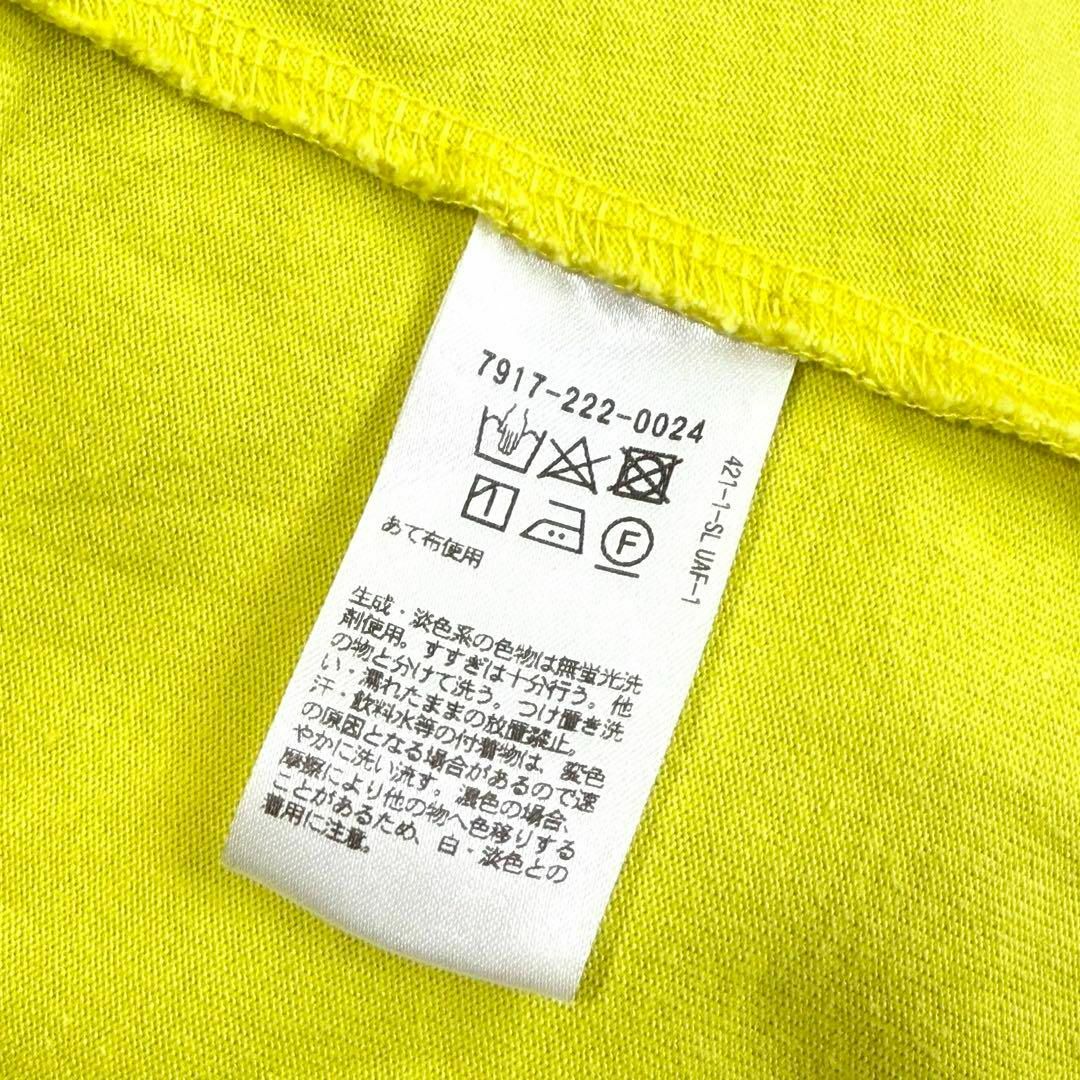 7917-222-0024
F
421-1-SL UAF-1
あて布使用
生成・淡色系の色物は無蛍光洗
剤使用。すすぎは十分行う。他
の物と分けて洗う。つけ置き洗
い・濡れたままの放置禁止。
汗・飲料水等の付着物は、変色
の原因となる場合があるので速
やかに洗い流す。濃色の場合、
摩擦により他の物へ色移りする
ことがあるため、白・淡色との
着用に注意。